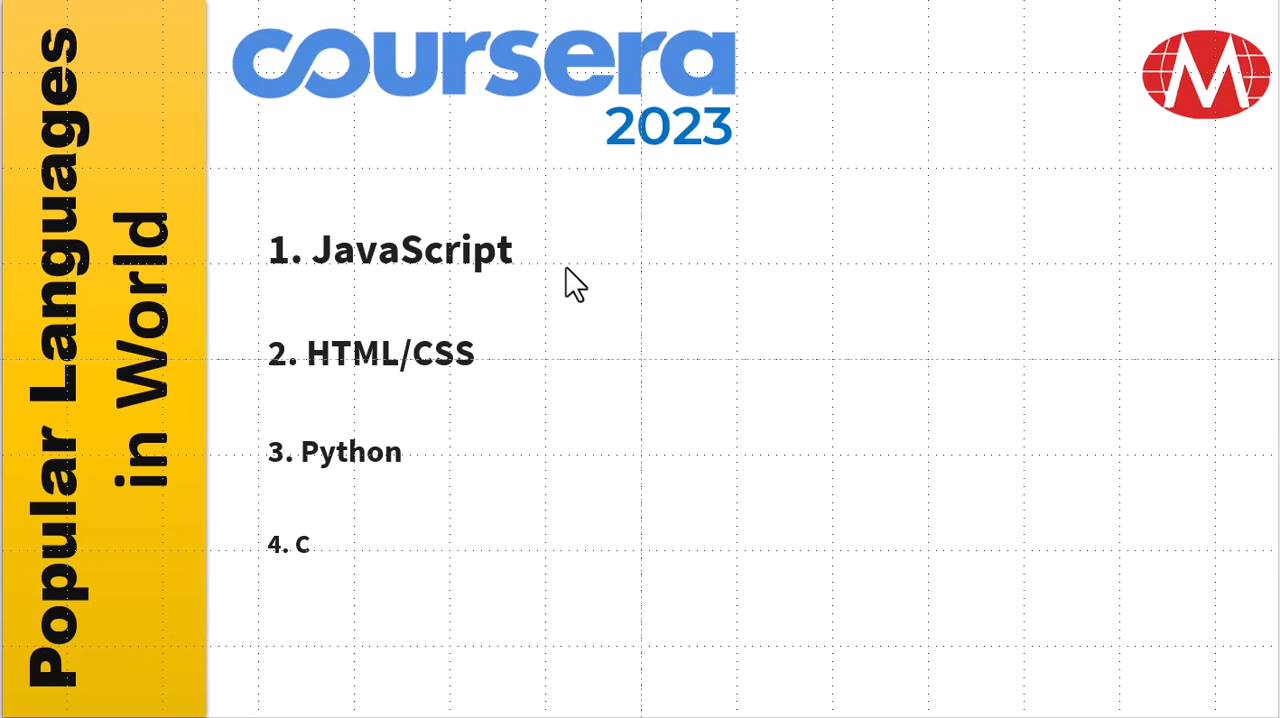 Popular Languages
in World
coursera
2023
M
1. JavaScript
2. HTML/CSS
3. Python
4. C